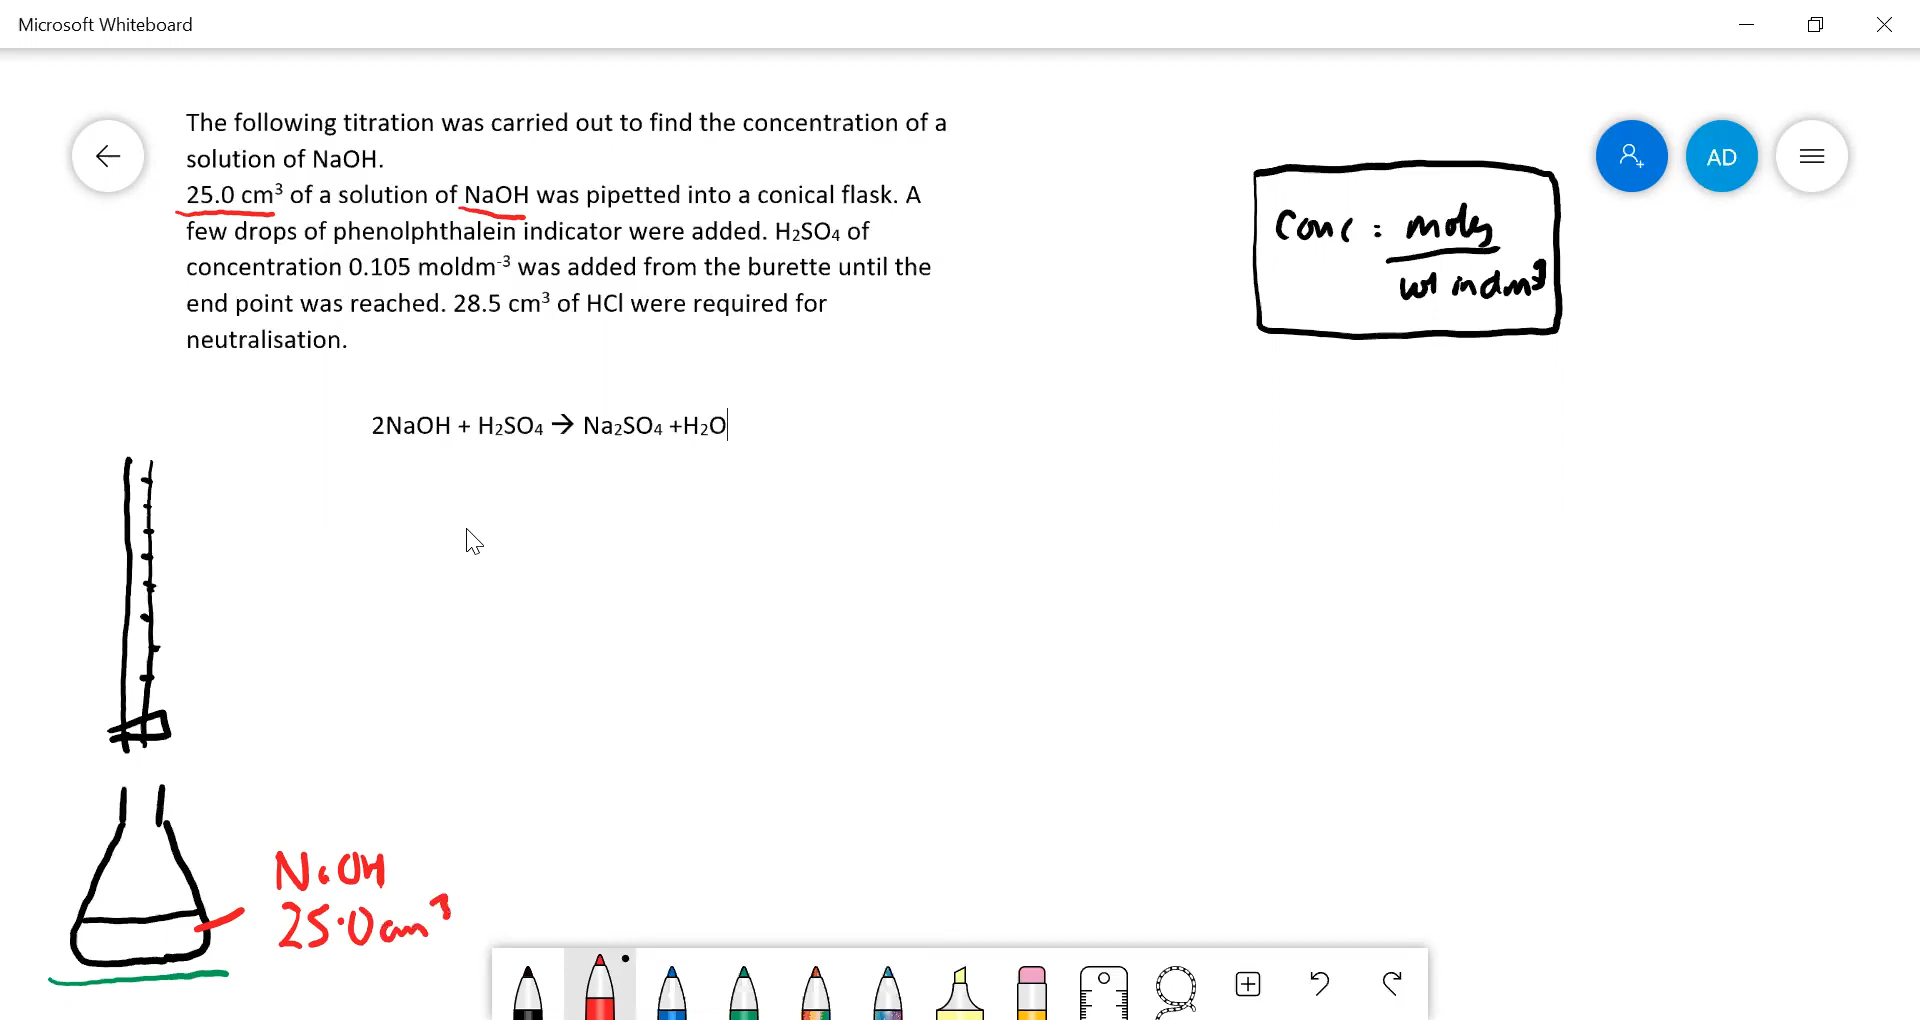 Microsoft Whiteboard
The following titration was carried out to find the concentration of a
solution of NaOH.
25.0 cm³ of a solution of NaOH was pipetted into a conical flask. A
few drops of phenolphthalein indicator were added. H₂SO₄ of
concentration 0.105 moldm⁻³ was added from the burette until the
end point was reached. 28.5 cm³ of HCl were required for
neutralisation.
2NaOH + H₂SO₄ → Na₂SO₄ +H₂O
Conc = moles
in dm³
AD
NaOH
25.0cm³